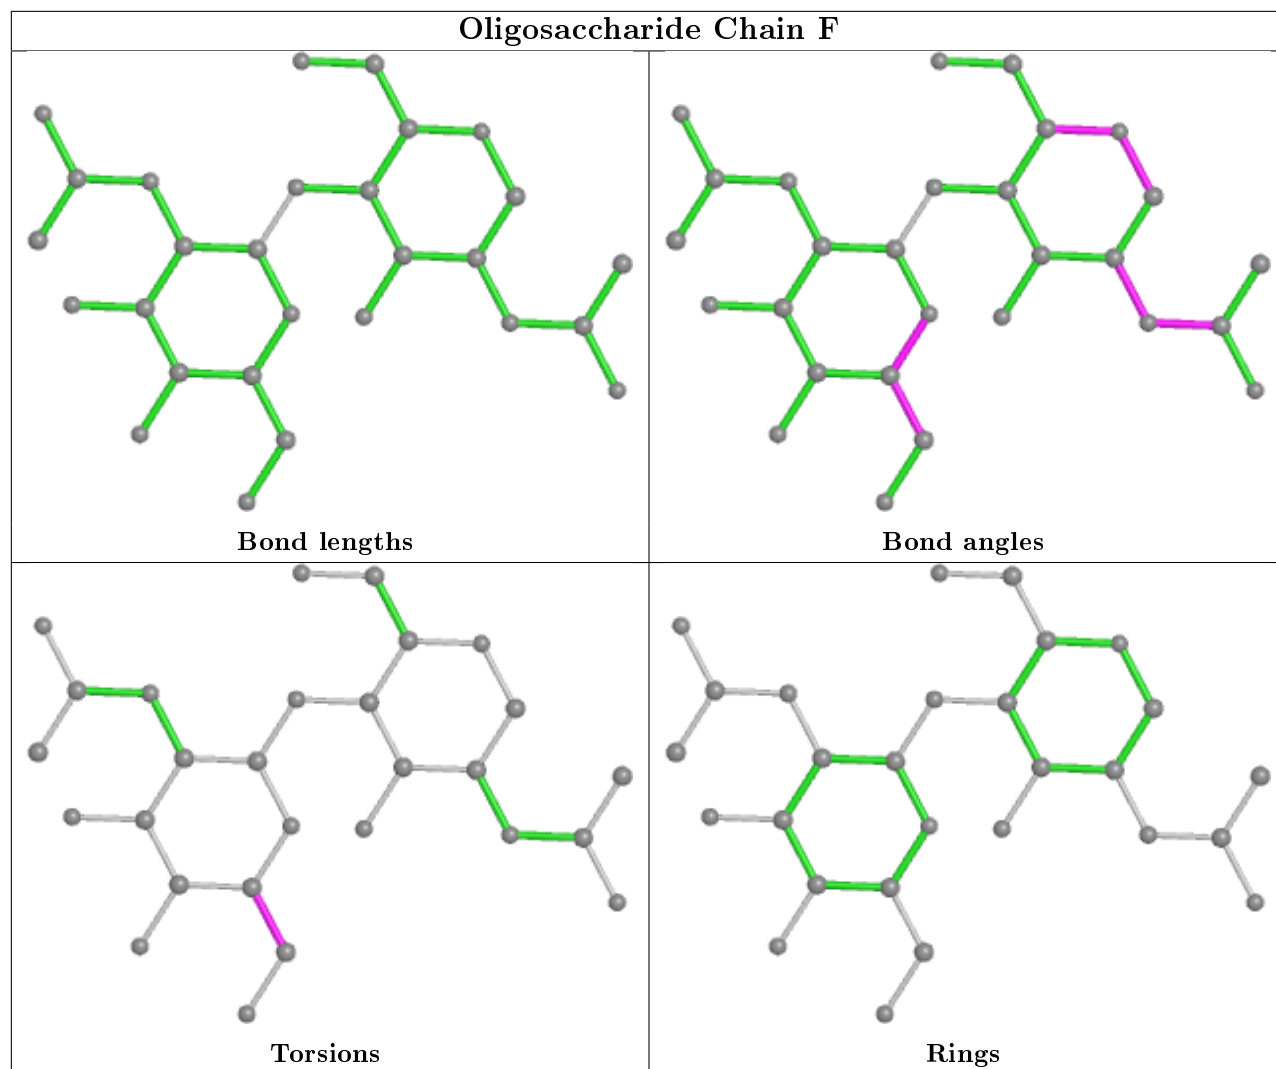 Oligosaccharide Chain F
Bond lengths
Bond angles
Torsions
Rings